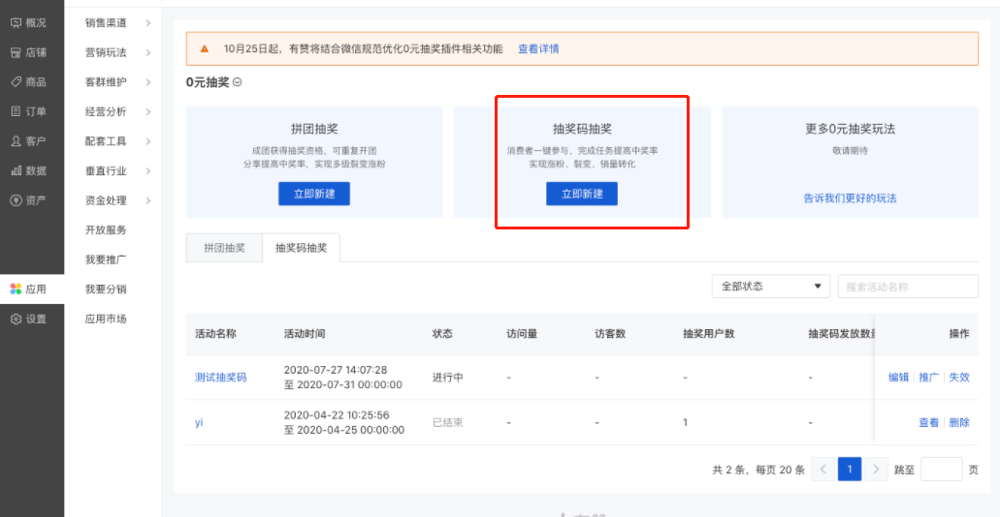 概况
店铺
商品
订单
客户
数据
资产
应用
设置
销售渠道
营销玩法
客群维护
经营分析
配套工具
垂直行业
资金处理
开放服务
我要推广
我要分销
应用市场
10月25日起，有赞将结合微信规范优化0元抽奖插件相关功能 查看详情
0元抽奖
拼团抽奖
成团获得抽奖资格，可重复开团
分享提高中奖率，实现多级裂变涨粉
立即新建
抽奖码抽奖
消费者一键参与，完成任务提高中奖率
实现涨粉、裂变、销量转化
立即新建
更多0元抽奖玩法
敬请期待
告诉我们更好的玩法
拼团抽奖 抽奖码抽奖
全部状态 搜索活动名称
活动名称 活动时间 状态 访问量 访客数 抽奖用户数 抽奖码发放数 操作
测试抽奖码 2020-07-27 14:07:28 进行中 - - - - 编辑 推广 失效
至 2020-07-31 00:00:00
yi 2020-04-22 10:25:56 已结束 - - 1 - 查看 删除
至 2020-04-25 00:00:00
共 2 条，每页 20 条 1 跳至 页